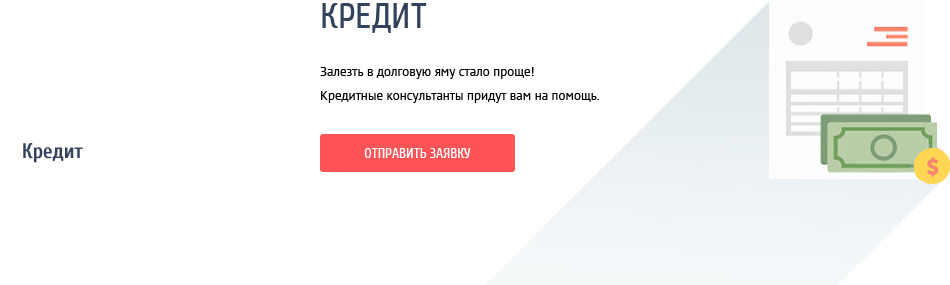 КРЕДИТ
Залезть в долговую яму стало проще!
Кредитные консультанты придут вам на помощь.
Кредит
ОТПРАВИТЬ ЗАЯВКУ
$